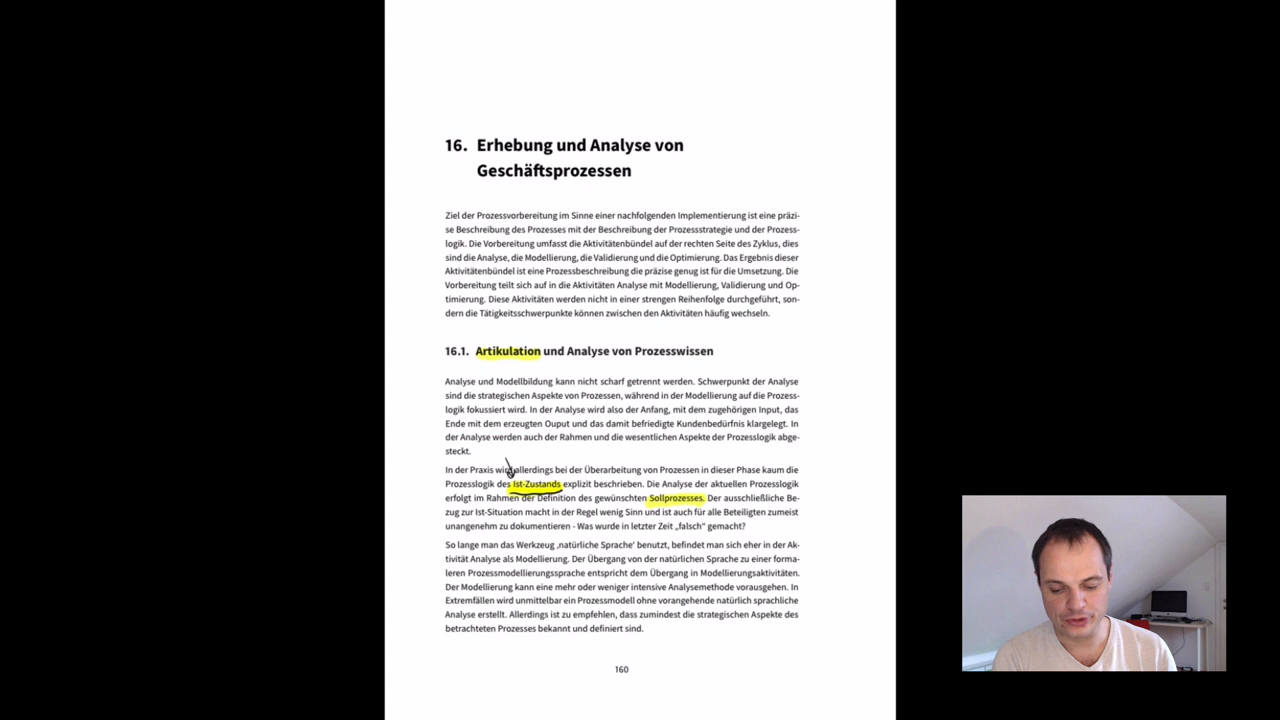 16. Erhebung und Analyse von
Geschäftsprozessen
Ziel der Prozessvorbereitung im Sinne einer nachfolgenden Implementierung ist eine präzi-
se Beschreibung des Prozesses mit der Beschreibung der Prozessstrategie und der Prozess-
logik. Die Vorbereitung umfasst die Aktivitätenbündel auf der rechten Seite des Zyklus, dies
sind die Analyse, die Modellierung, die Validierung und die Optimierung. Das Ergebnis dieser
Aktivitätenbündel ist eine Prozessbeschreibung die präzise genug ist für die Umsetzung. Die
Vorbereitung teilt sich auf in die Aktivitäten Analyse mit Modellierung, Validierung und Op-
timierung. Diese Aktivitäten werden nicht in einer strengen Reihenfolge durchgeführt, son-
dern die Tätigkeitsschwerpunkte können zwischen den Aktivitäten häufig wechseln.
16.1. Artikulation und Analyse von Prozesswissen
Analyse und Modellbildung kann nicht scharf getrennt werden. Schwerpunkt der Analyse
sind die strategischen Aspekte von Prozessen, während in der Modellierung auf die Prozess-
logik fokussiert wird. In der Analyse wird also der Anfang, mit dem zugehörigen Input, das
Ende mit dem erzeugten Ouput und das damit befriedigte Kundenbedürfnis klargelegt. In
der Analyse werden auch der Rahmen und die wesentlichen Aspekte der Prozesslogik abge-
steckt.
In der Praxis wird allerdings bei der Überarbeitung von Prozessen in dieser Phase kaum die
Prozesslogik des Ist-Zustands explizit beschrieben. Die Analyse der aktuellen Prozesslogik
erfolgt im Rahmen der Definition des gewünschten Sollprozesses. Der ausschließliche Be-
zug zur Ist-Situation macht in der Regel wenig Sinn und ist auch für alle Beteiligten zumeist
unangenehm zu dokumentieren - Was wurde in letzter Zeit „falsch“ gemacht?
So lange man das Werkzeug ‚natürliche Sprache‘ benutzt, befindet man sich eher in der Ak-
tivität Analyse als Modellierung. Der Übergang von der natürlichen Sprache zu einer forma-
leren Prozessmodellierungssprache entspricht dem Übergang in Modellierungsaktivitäten.
Der Modellierung kann eine mehr oder weniger intensive Analysemethode vorausgehen. In
Extremfällen wird unmittelbar ein Prozessmodell ohne vorangehende natürlich sprachliche
Analyse erstellt. Allerdings ist zu empfehlen, dass zumindest die strategischen Aspekte des
betrachteten Prozesses bekannt und definiert sind.
160